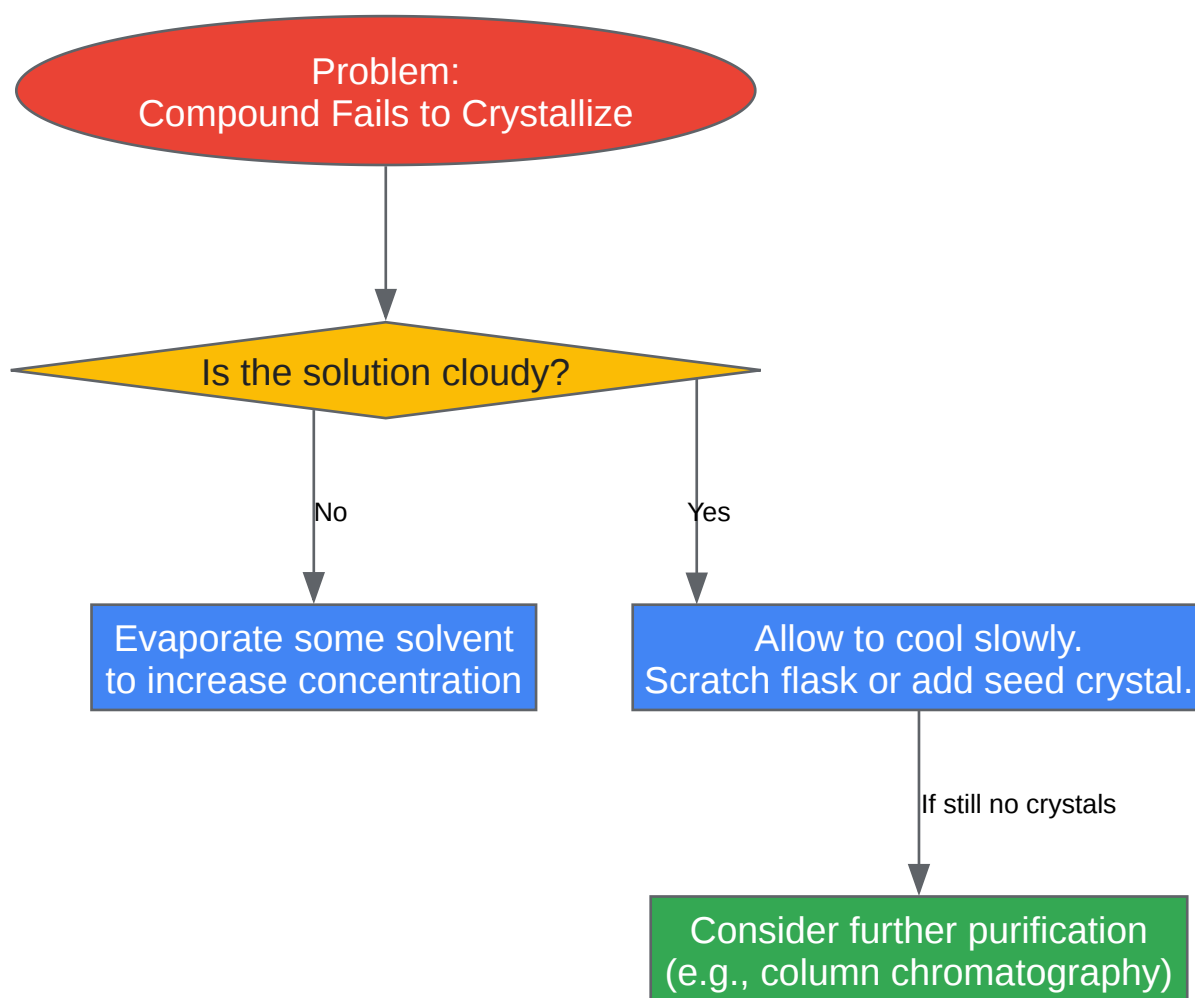 Problem:
Compound Fails to Crystallize
Is the solution cloudy?
No
Yes
Evaporate some solvent
to increase concentration
Allow to cool slowly.
Scratch flask or add seed crystal.
If still no crystals
Consider further purification
(e.g., column chromatography)